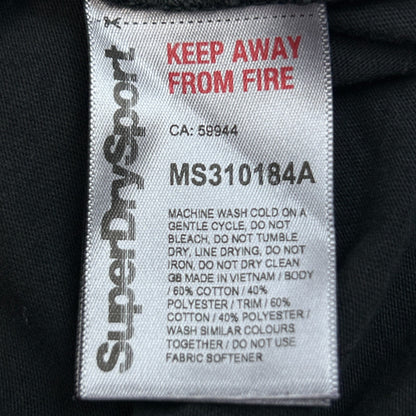 SuperDrySport
KEEP AWAY
FROM FIRE
CA: 59944
MS310184A
MACHINE WASH COLD ON A
GENTLE CYCLE, DO NOT
BLEACH, DO NOT TUMBLE
DRY, LINE DRYING, DO NOT
IRON, DO NOT DRY CLEAN
GB MADE IN VIETNAM / BODY
/ 60% COTTON / 40%
POLYESTER / TRIM / 60%
COTTON / 40% POLYESTER /
WASH SIMILAR COLOURS
TOGETHER / DO NOT USE
FABRIC SOFTENER